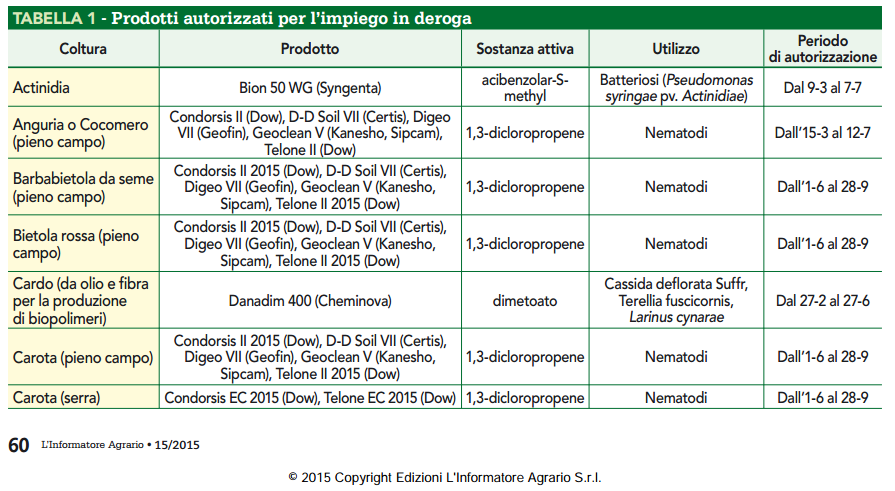 TABELLA 1 - Prodotti autorizzati per l'impiego in deroga
Coltura
Prodotto
Sostanza attiva
Utilizzo
Periodo
di autorizzazione
Actinidia
Bion 50 WG (Syngenta)
acibenzolar-S-
methyl
Batteriosi (Pseudomonas
syringae pv. Actinidiae)
Dal 9-3 al 7-7
Anguria o Cocomero
(pieno campo)
Condorsis II (Dow), D-D Soil VII (Certis), Digeo
VII (Geofin), Geoclean V (Kanesho, Sipcam),
Telone II (Dow)
1,3-dicloropropene
Nematodi
Dall'15-3 al 12-7
Barbabietola da seme
(pieno campo)
Condorsis II 2015 (Dow), D-D Soil VII (Certis),
Digeo VII (Geofin), Geoclean V (Kanesho,
Sipcam), Telone II 2015 (Dow)
1,3-dicloropropene
Nematodi
Dall'1-6 al 28-9
Bietola rossa (pieno
campo)
Condorsis II 2015 (Dow), D-D Soil VII (Certis),
Digeo VII (Geofin), Geoclean V (Kanesho,
Sipcam), Telone II 2015 (Dow)
1,3-dicloropropene
Nematodi
Dall'1-6 al 28-9
Cardo (da olio e fibra
per la produzione
di biopolimeri)
Danadim 400 (Cheminova)
dimetoato
Cassida deflorata Suffr,
Terellia fuscicornis,
Larinus cynarae
Dal 27-2 al 27-6
Carota (pieno campo)
Condorsis II 2015 (Dow), D-D Soil VII (Certis),
Digeo VII (Geofin), Geoclean V (Kanesho,
Sipcam), Telone II 2015 (Dow)
1,3-dicloropropene
Nematodi
Dall'1-6 al 28-9
Carota (serra)
Condorsis EC 2015 (Dow), Telone EC 2015 (Dow)
1,3-dicloropropene
Nematodi
Dall'1-6 al 28-9
60 L'Informatore Agrario • 15/2015
© 2015 Copyright Edizioni L'Informatore Agrario S.r.l.